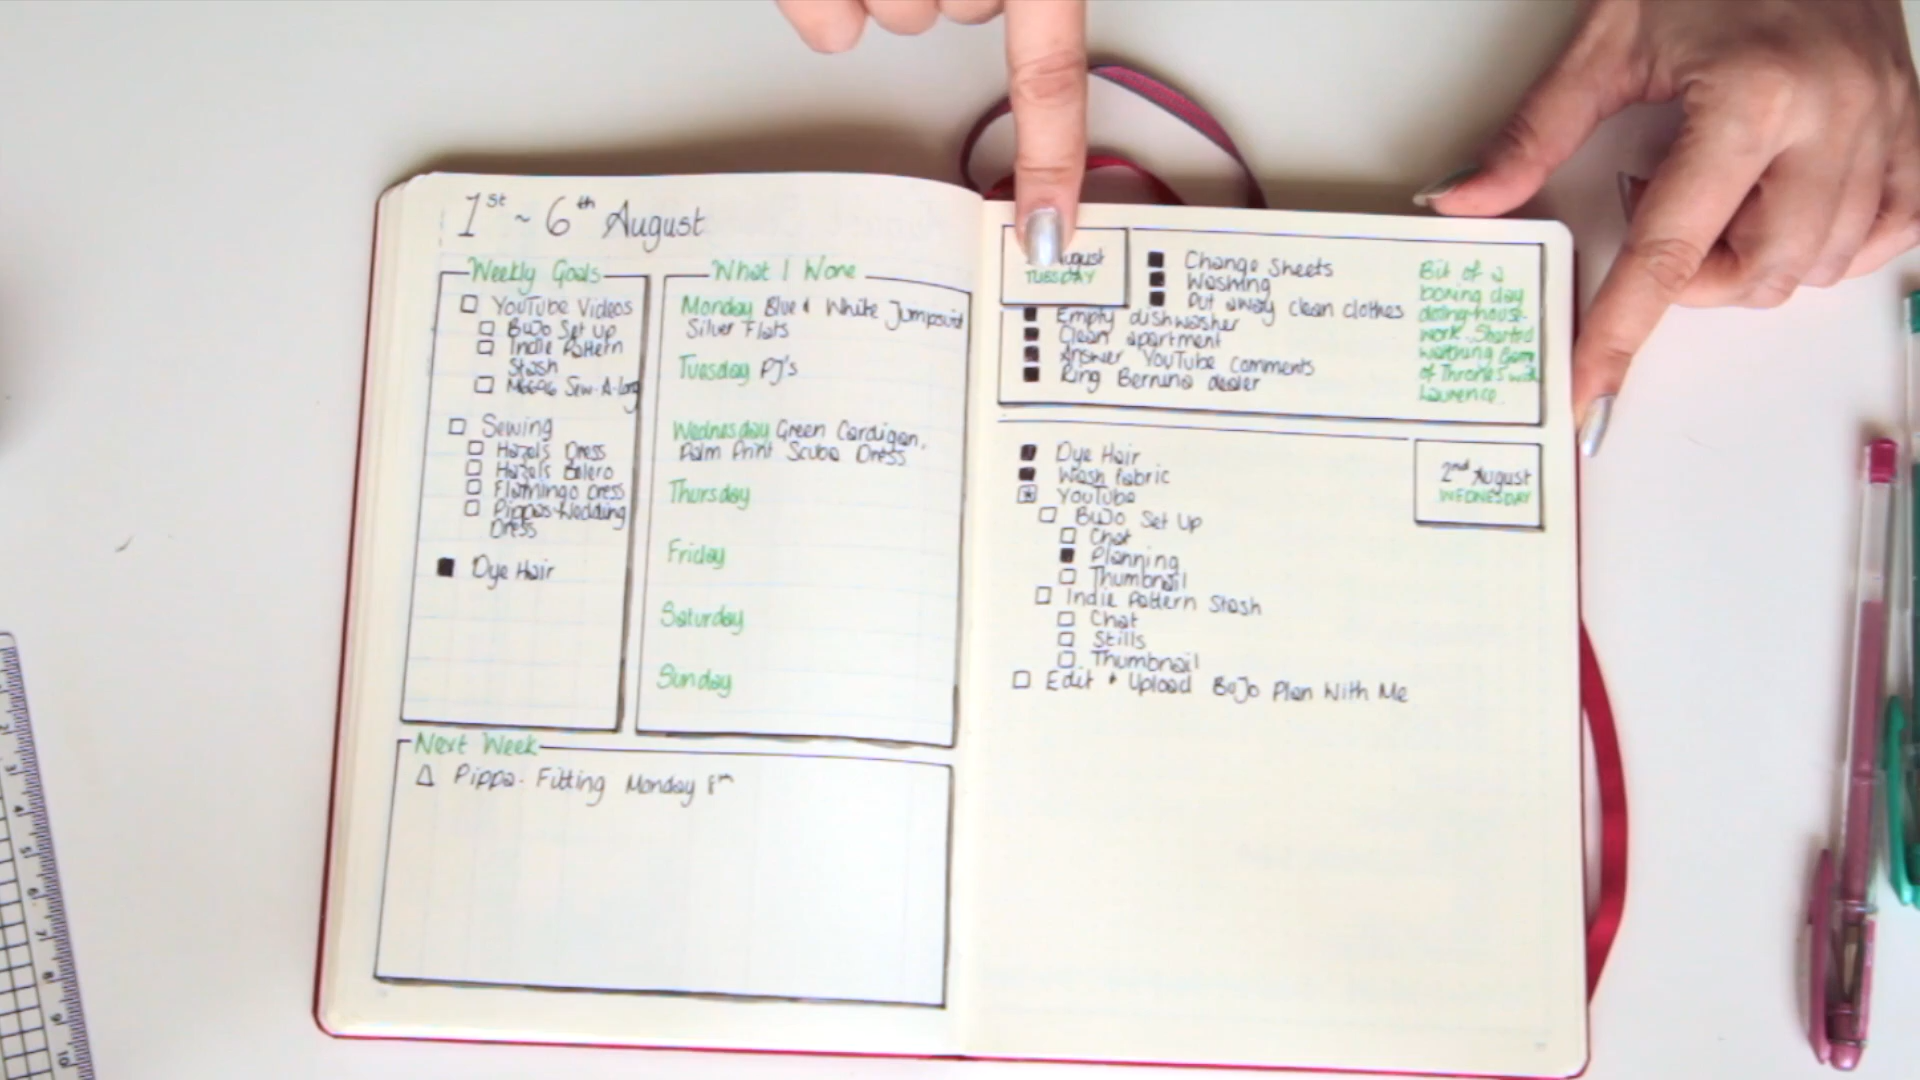 1st ~ 6th August
Weekly Goals
YouTube Videos
BuJo Set Up
Indie Pattern
Stash
M6696 Sew-A-long
Sewing
Hazels Dress
Hazels Bolero
Flamingo Dress
Pippas Wedding
Dress
Dye Hair
What I Wore
Monday Blue & White Jumpsuit
Silver Flats
Tuesday PJ's
Wednesday Green Cardigan,
Palm Print Scuba Dress
Thursday
Friday
Saturday
Sunday
Next Week
Pippa - Fitting Monday 8th
August
TUESDAY
Change Sheets
Washing
Put away clean clothes
Empty dishwasher
Clean apartment
Answer YouTube Comments
Ring Bernina dealer
Bit of a
boring day
doing house-
work. Started
watching Game
of Thrones with
Laurence.
2nd August
WEDNESDAY
Dye Hair
Wash Fabric
YouTube
BuJo Set Up
Chat
Planning
Thumbnail
Indie Pattern Stash
Chat
Stills
Thumbnail
Edit & Upload BuJo Plan With Me